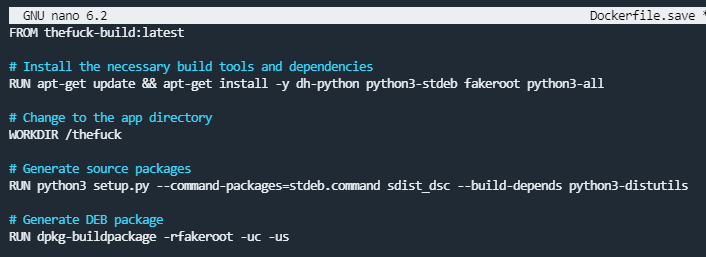 GNU nano 6.2 Dockerfile.save *
FROM thefuck-build:latest
# Install the necessary build tools and dependencies
RUN apt-get update && apt-get install -y dh-python python3-stdeb fakeroot python3-all
# Change to the app directory
WORKDIR /thefuck
# Generate source packages
RUN python3 setup.py --command-packages=stdeb.command sdist_dsc --build-depends python3-distutils
# Generate DEB package
RUN dpkg-buildpackage -rfakeroot -uc -us